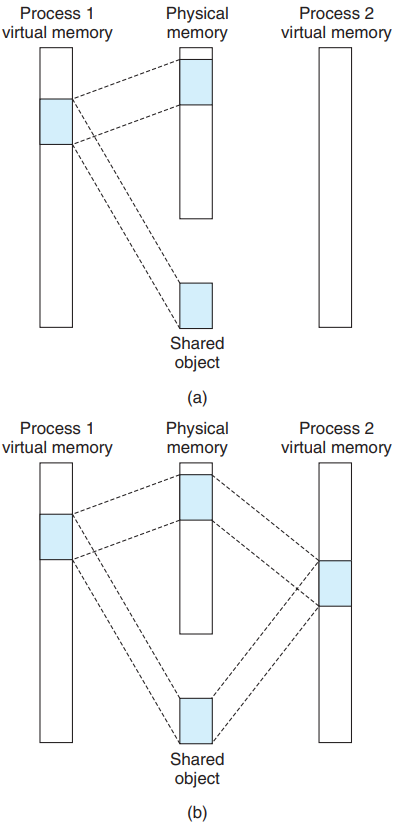 Process 1
virtual memory
Physical
memory
Process 2
virtual memory
Shared
object
(a)
Process 1
virtual memory
Physical
memory
Process 2
virtual memory
Shared
object
(b)